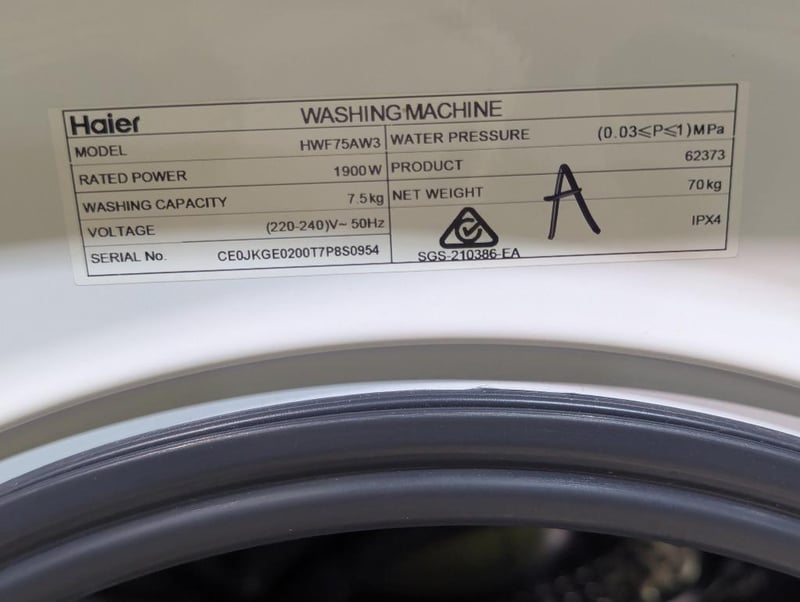 Haier WASHING MACHINE
MODEL HWF75AW3 WATER PRESSURE (0.03≤P≤1)MPa
RATED POWER 1900W PRODUCT 62373
WASHING CAPACITY 7.5kg NET WEIGHT 70kg
VOLTAGE (220-240)V~ 50Hz A IPX4
SERIAL No. CE0JKGE0200T7P8S0954 SGS-210386-EA